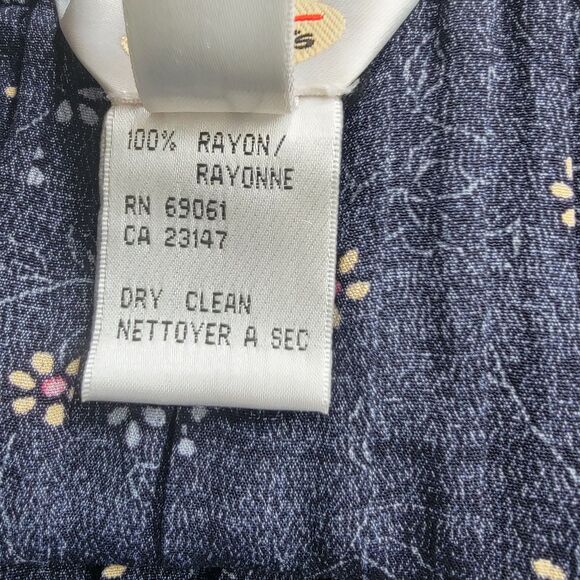 100% RAYON/
RAYONNE
RN 69061
CA 23147
DRY CLEAN
NETTOYER A SEC